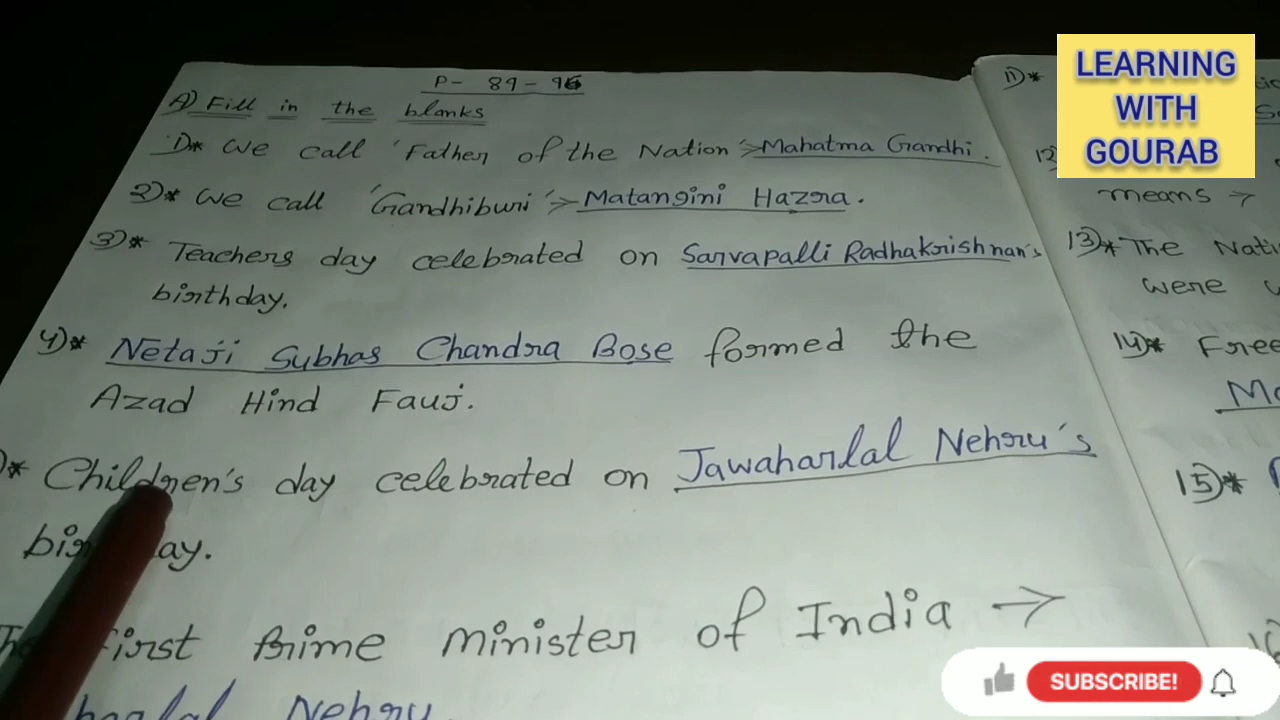 P- 89-96
A) Fill in the blanks
1)* We call 'Father of the Nation'→ Mahatma Gandhi.
2)* We call 'Gandhiburi'→ Matangini Hazra.
3)* Teachers day celebrated on Sarvapalli Radhakrishnan's
birthday.
4)* Netaji Subhas Chandra Bose formed the
Azad Hind Fauj.
)* Children's day celebrated on Jawaharlal Nehru's
first Prime minister of India →
Nehru.
11)*
12)
means →
13)* The Nati
were
14)* Free
15)*
LEARNING
WITH
GOURAB
SUBSCRIBE!